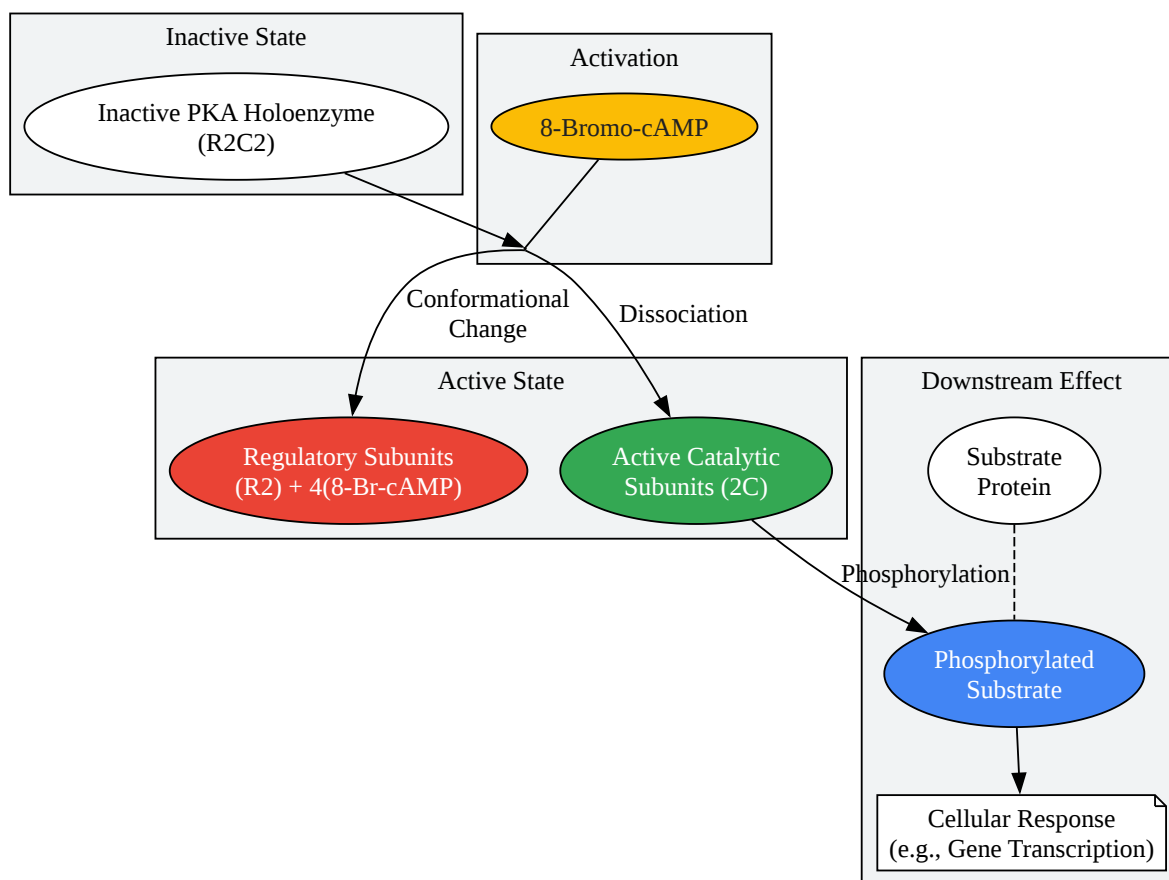 Inactive State
Inactive PKA Holoenzyme
(R2C2)
Activation
8-Bromo-cAMP
Conformational
Change
Dissociation
Active State
Regulatory Subunits
(R2) + 4(8-Br-cAMP)
Active Catalytic
Subunits (2C)
Downstream Effect
Substrate
Protein
Phosphorylation
Phosphorylated
Substrate
Cellular Response
(e.g., Gene Transcription)